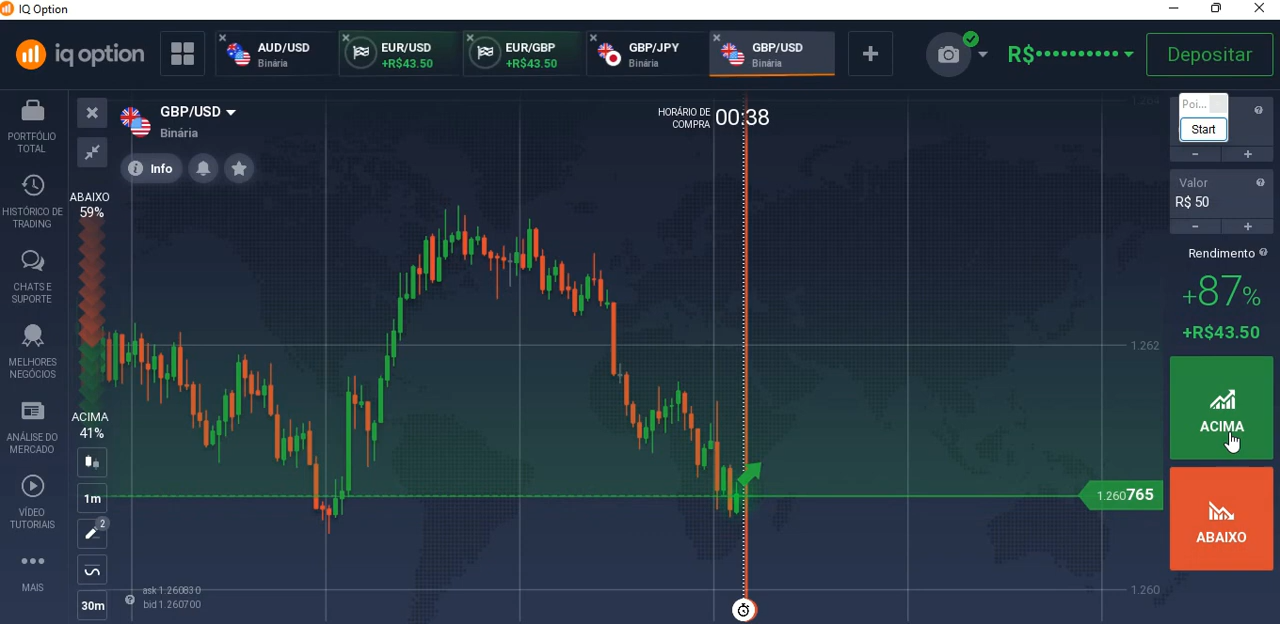 IQ Option
iq option
AUD/USD
Binária
EUR/USD
+R$43.50
EUR/GBP
+R$43.50
GBP/JPY
Binária
GBP/USD
Binária
R$••••••••••
Depositar
PORTFÓLIO
TOTAL
HISTÓRICO DE
TRADING
CHATS E
SUPORTE
MELHORES
NEGÓCIOS
ANÁLISE DO
MERCADO
VÍDEO
TUTORIAIS
MAIS
GBP/USD
Binária
Info
ABAIXO
59%
ACIMA
41%
1m
2
30m
HORÁRIO DE
COMPRA
00:38
ask 1.260830
bid 1.260700
1.262
1.260765
1.260
Poi...
Start
- +
Valor
R$ 50
- +
Rendimento
+87%
+R$43.50
ACIMA
ABAIXO